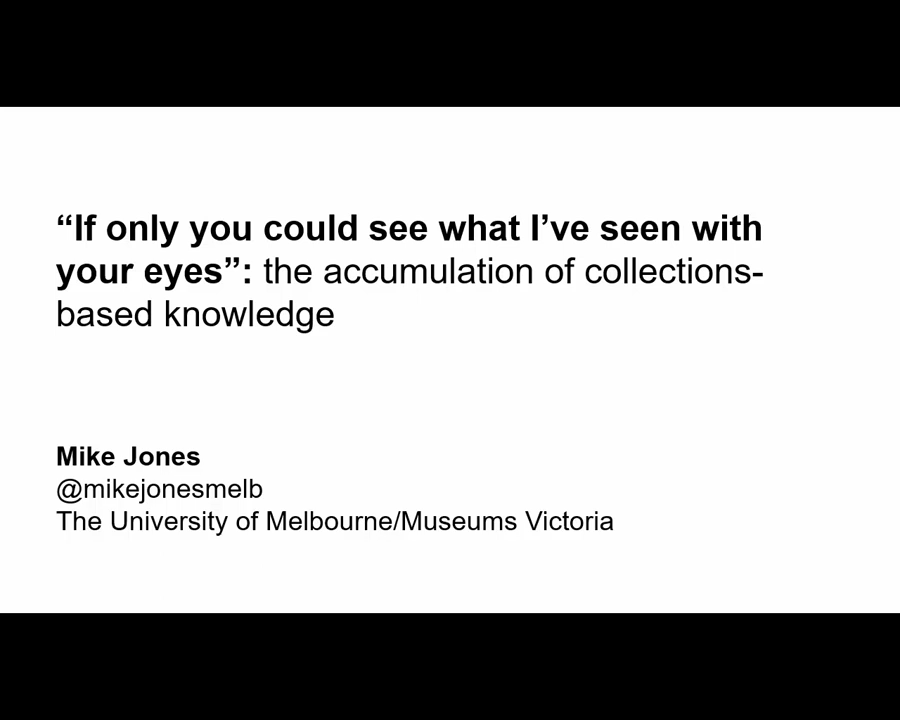 “If only you could see what I’ve seen with
your eyes”: the accumulation of collections-
based knowledge
Mike Jones
@mikejonesmelb
The University of Melbourne/Museums Victoria